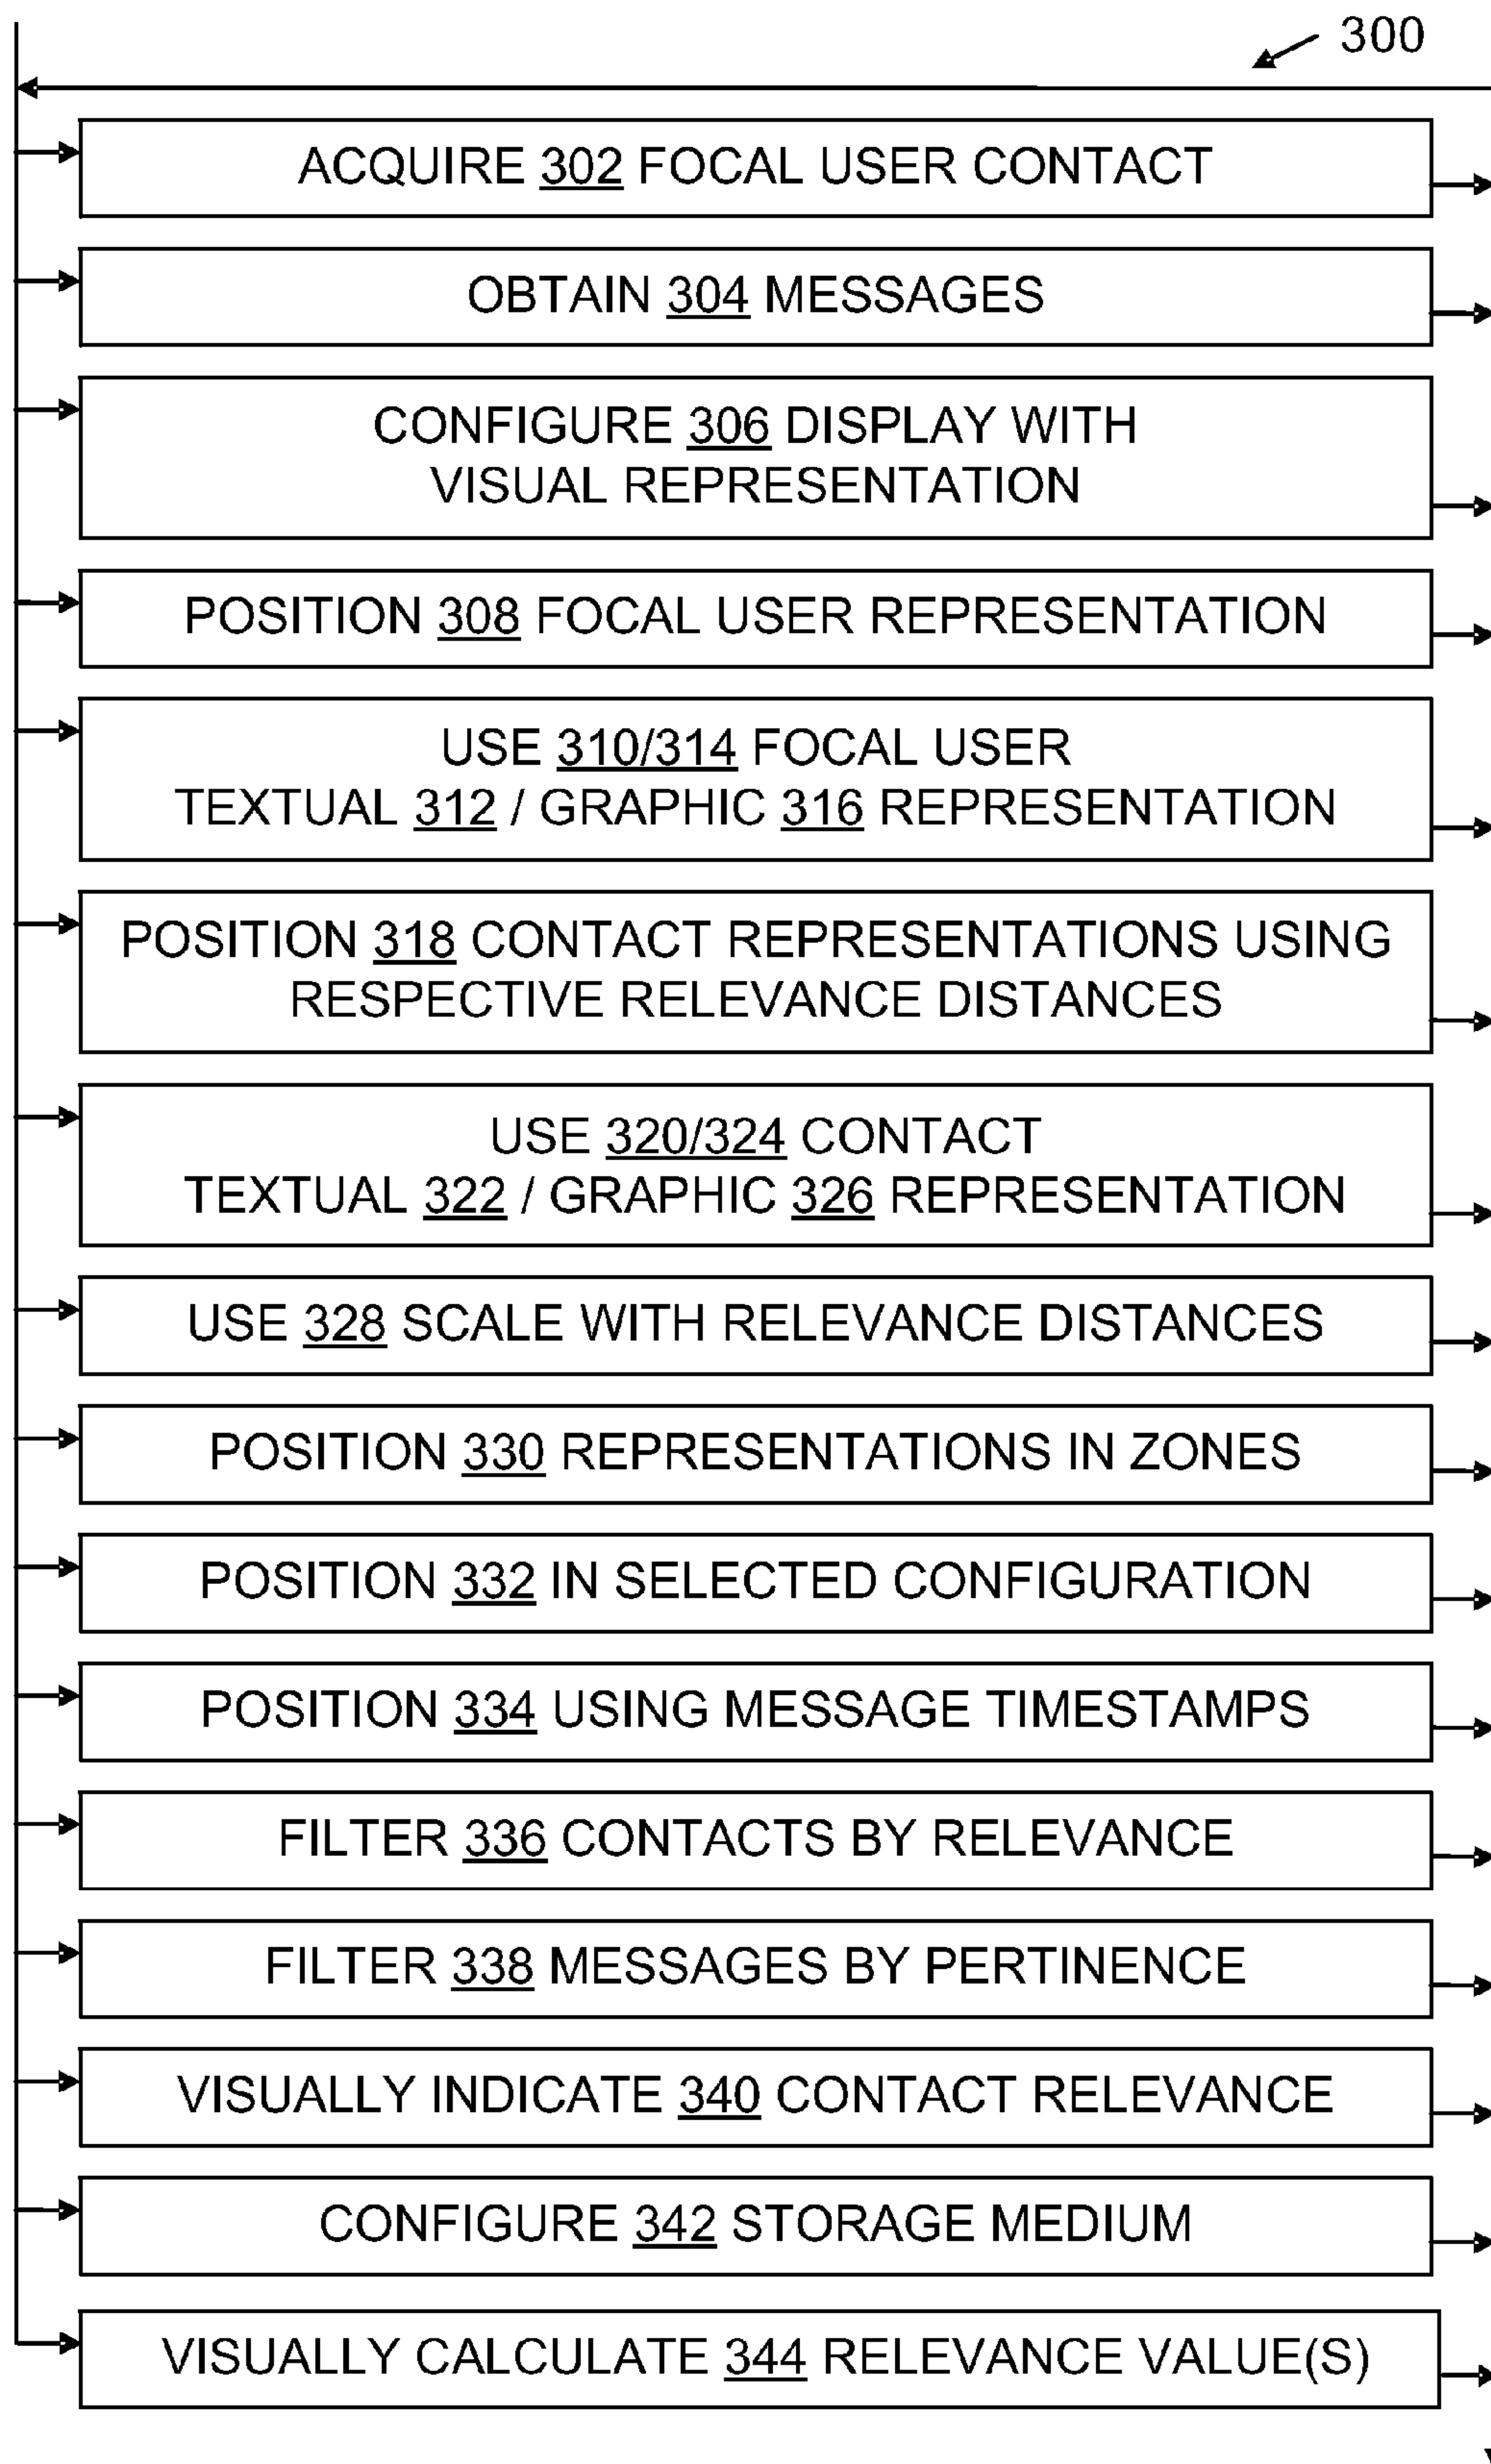 300
ACQUIRE 302 FOCAL USER CONTACT
OBTAIN 304 MESSAGES
CONFIGURE 306 DISPLAY WITH
VISUAL REPRESENTATION
POSITION 308 FOCAL USER REPRESENTATION
USE 310/314 FOCAL USER
TEXTUAL 312 / GRAPHIC 316 REPRESENTATION
POSITION 318 CONTACT REPRESENTATIONS USING
RESPECTIVE RELEVANCE DISTANCES
USE 320/324 CONTACT
TEXTUAL 322 / GRAPHIC 326 REPRESENTATION
USE 328 SCALE WITH RELEVANCE DISTANCES
POSITION 330 REPRESENTATIONS IN ZONES
POSITION 332 IN SELECTED CONFIGURATION
POSITION 334 USING MESSAGE TIMESTAMPS
FILTER 336 CONTACTS BY RELEVANCE
FILTER 338 MESSAGES BY PERTINENCE
VISUALLY INDICATE 340 CONTACT RELEVANCE
CONFIGURE 342 STORAGE MEDIUM
VISUALLY CALCULATE 344 RELEVANCE VALUE(S)